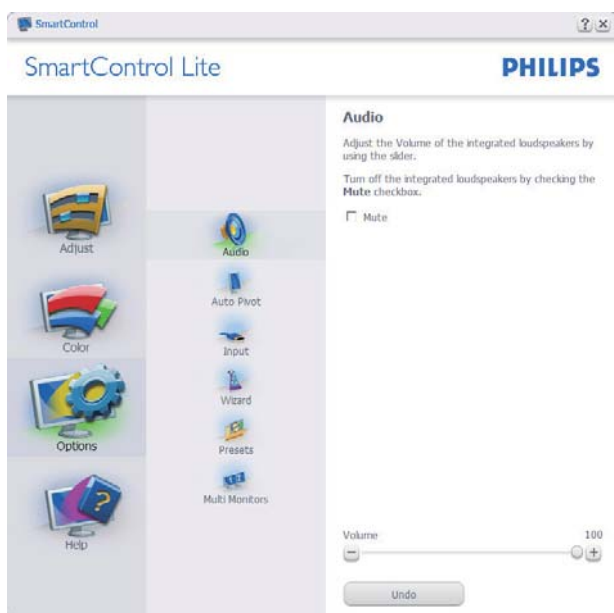 SmartControl
SmartControl Lite
PHILIPS
Adjust
Color
Options
Help
Audio
Auto Pivot
Input
Wizard
Presets
Multi Monitors
Audio
Adjust the Volume of the integrated loudspeakers by
using the slider.
Turn off the integrated loudspeakers by checking the
Mute checkbox.
Mute
Volume 100
Undo